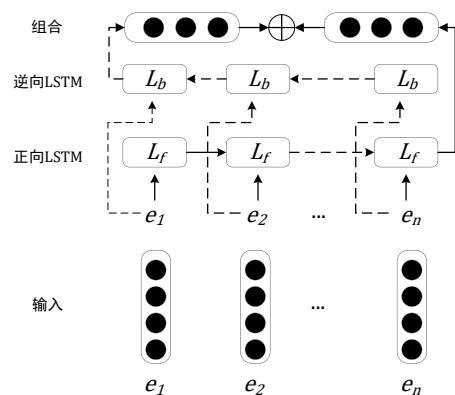 组合
逆向LSTM L_b L_b L_b
正向LSTM L_f L_f L_f
e_1 e_2 ... e_n
输入 ...
e_1 e_2 e_n